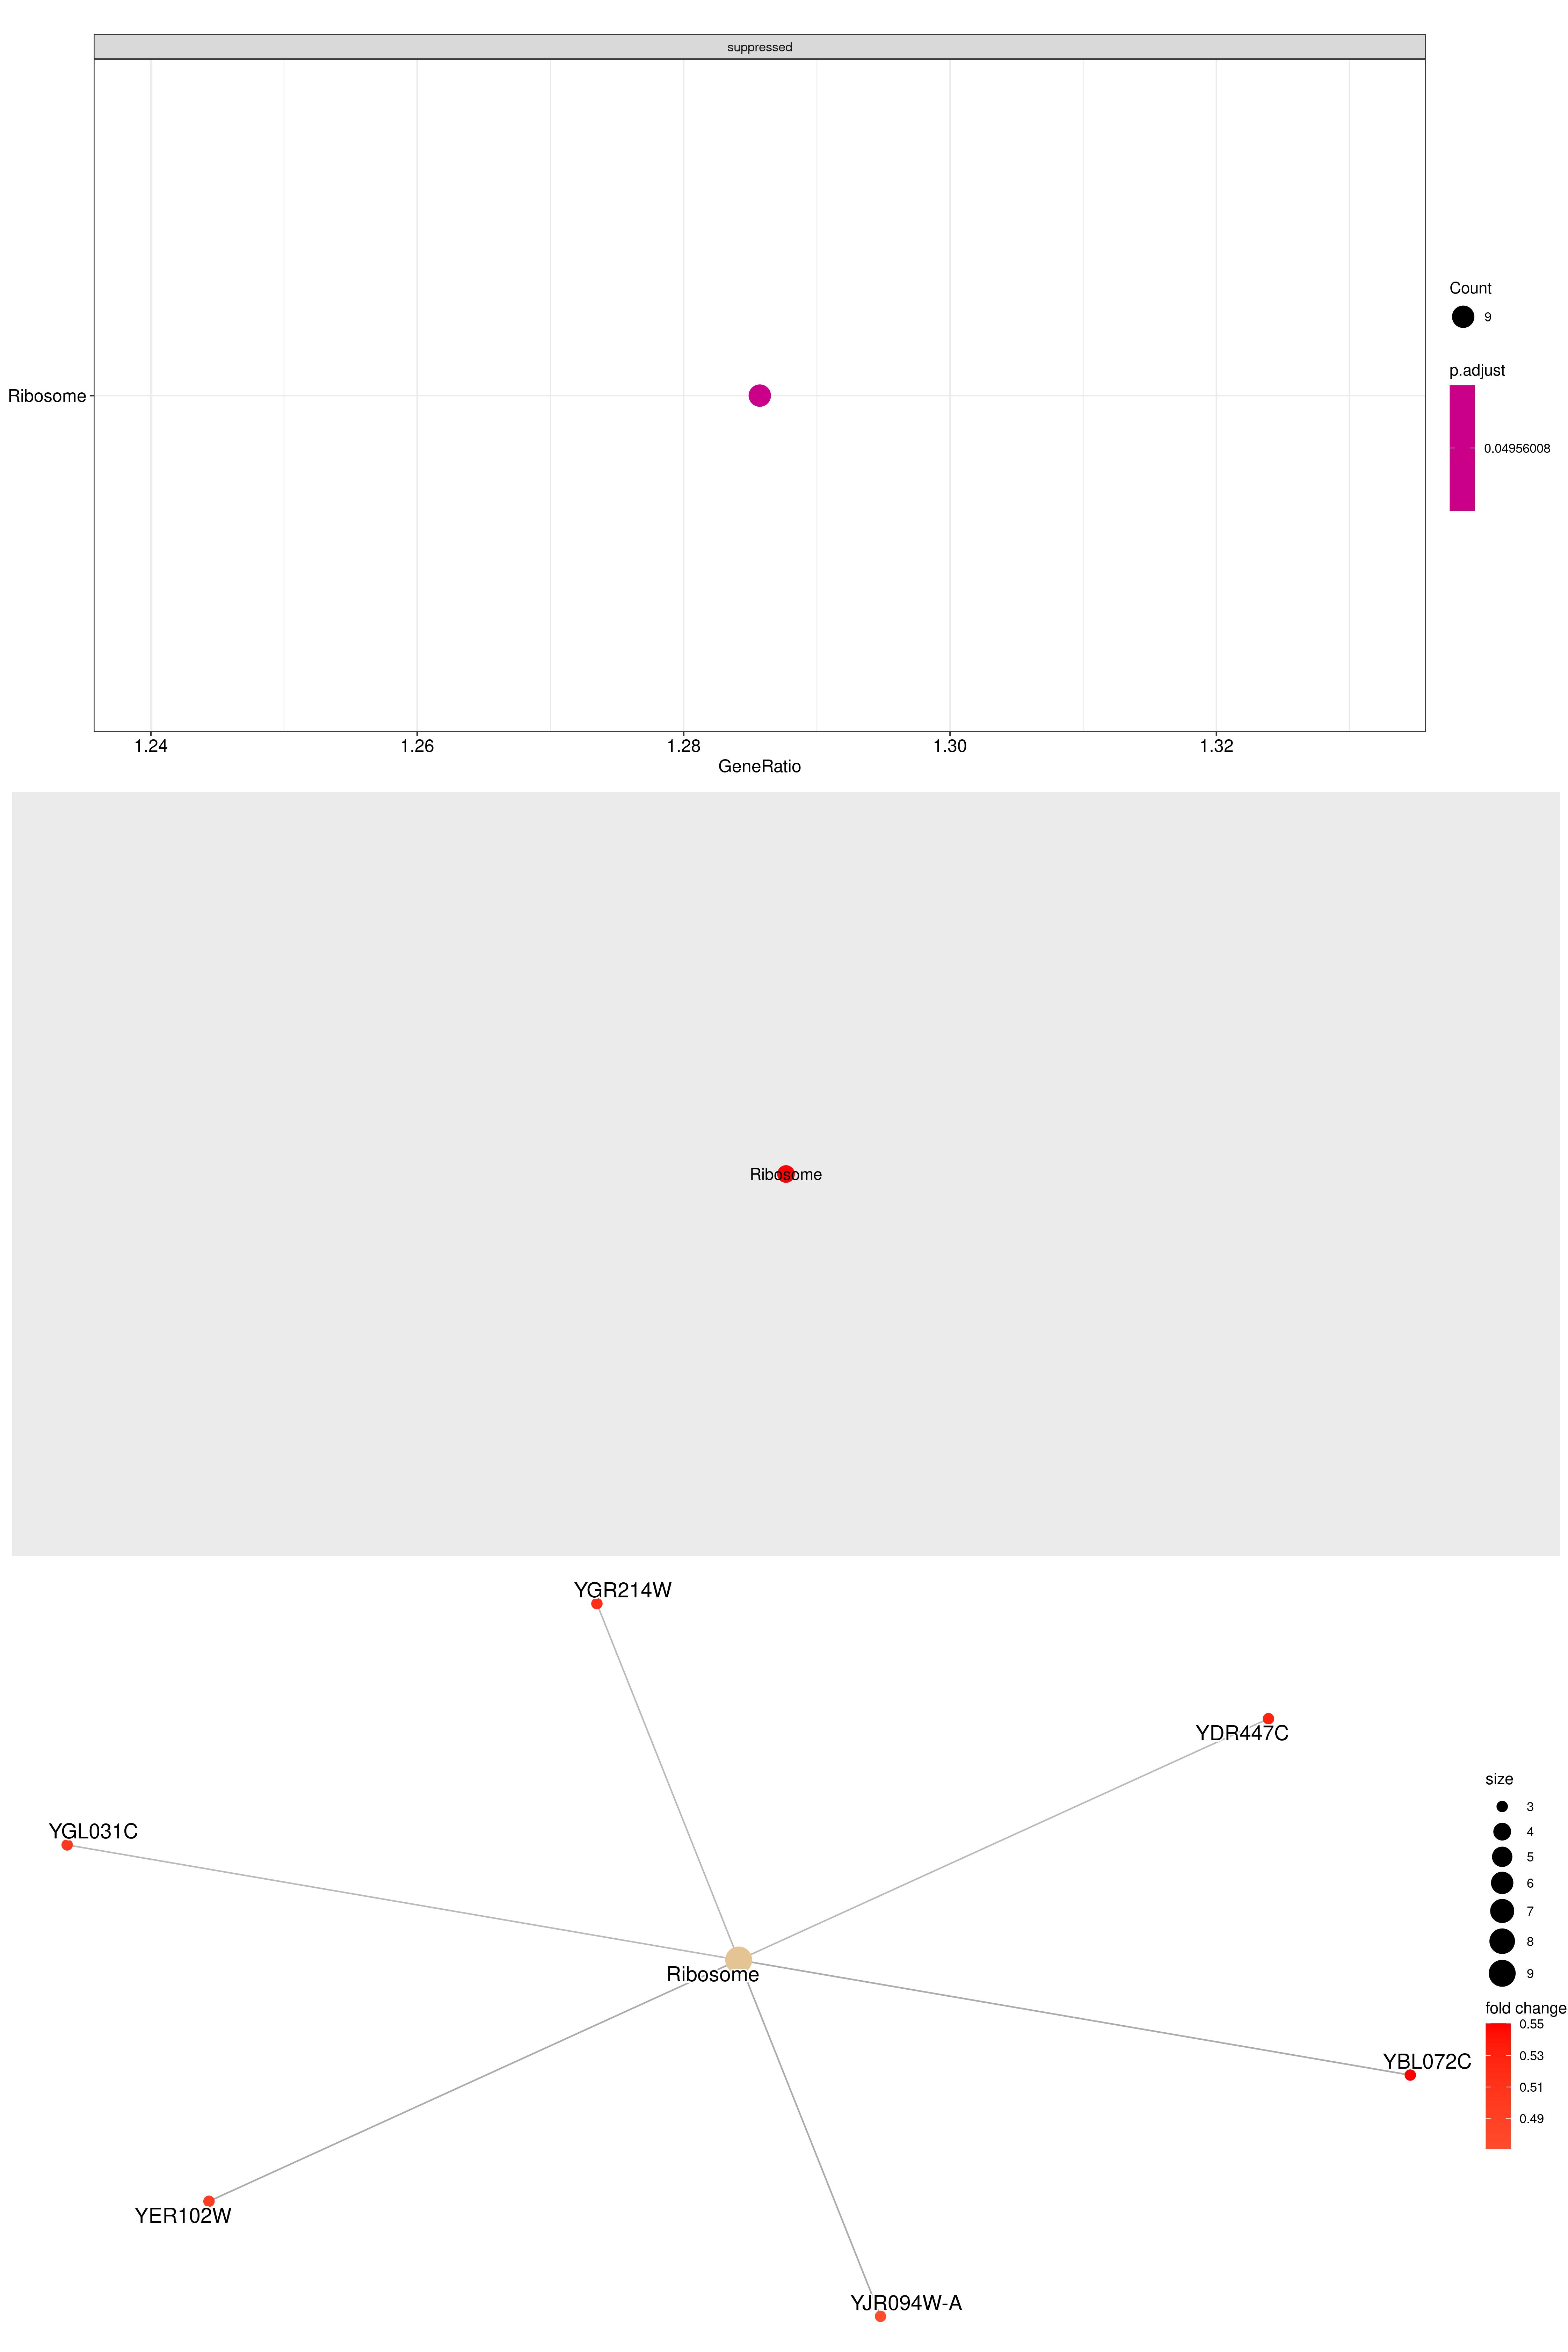 suppressed
Count
9
p.adjust
0.04956008
Ribosome
1.24 1.26 1.28 1.30 1.32
GeneRatio
Ribosome
YGR214W
YDR447C
YGL031C
Ribosome
YBL072C
YER102W
YJR094W-A
size
3
4
5
6
7
8
9
fold change
0.55
0.53
0.51
0.49